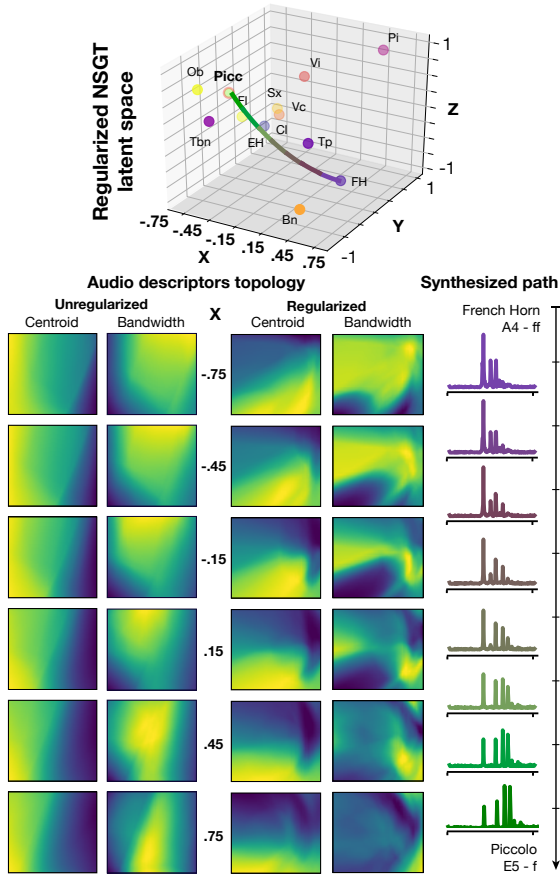 Regularized NSGT
latent space
Pi
Ob
Picc
Vi
Fl
Sx
Vc
Tbn
EH
Cl
Tp
FH
Bn
1
Z
-1
1
Y
-1
-.75
-.45
-.15
.15
.45
.75
X
Audio descriptors topology
Synthesized path
Unregularized
X
Regularized
Centroid
Bandwidth
Centroid
Bandwidth
French Horn
A4 - ff
-.75
-.45
-.15
.15
.45
.75
Piccolo
E5 - f